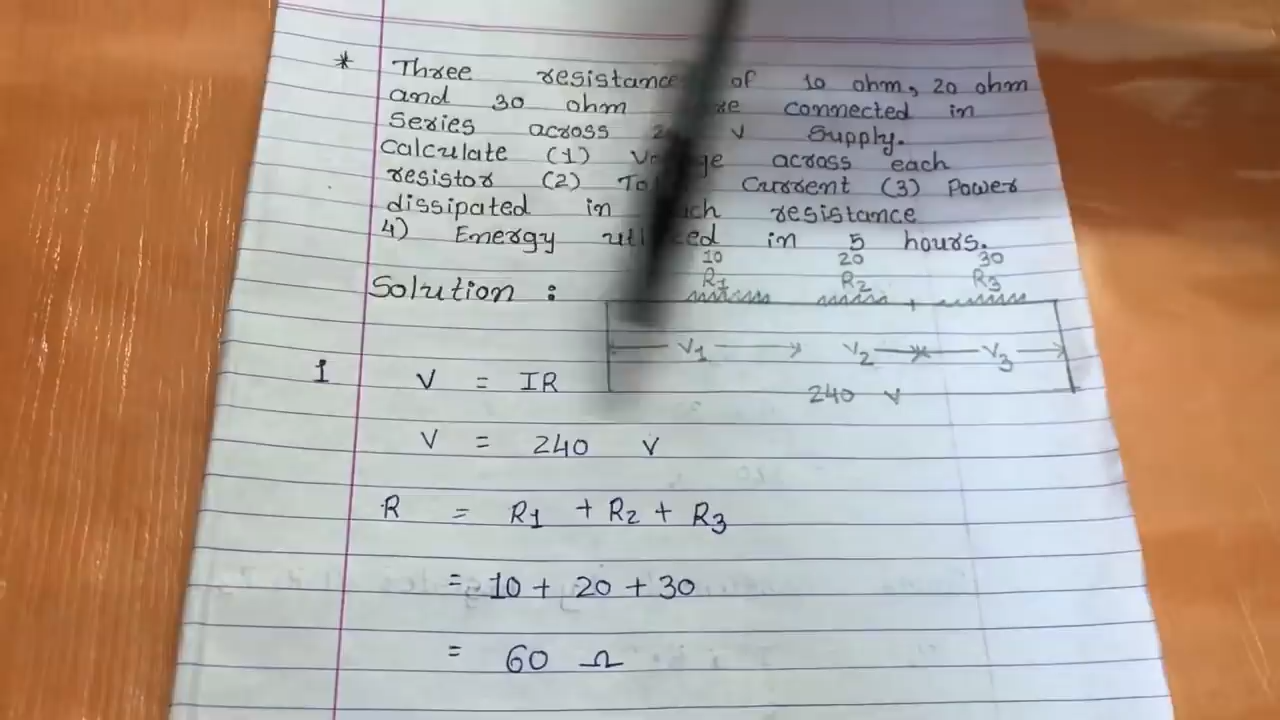 * Three resistance of 10 ohm, 20 ohm
and 30 ohm connected in
Series across V Supply.
Calculate (1) across each
resistor (2) Current (3) Power
dissipated in resistance
4) Energy in 5 hours.
10 20 30
Solution : R1 R2 R3
V1 V2 V3
1 V = IR
240 V
V = 240 V
R = R1 + R2 + R3
= 10 + 20 + 30
= 60 Ω